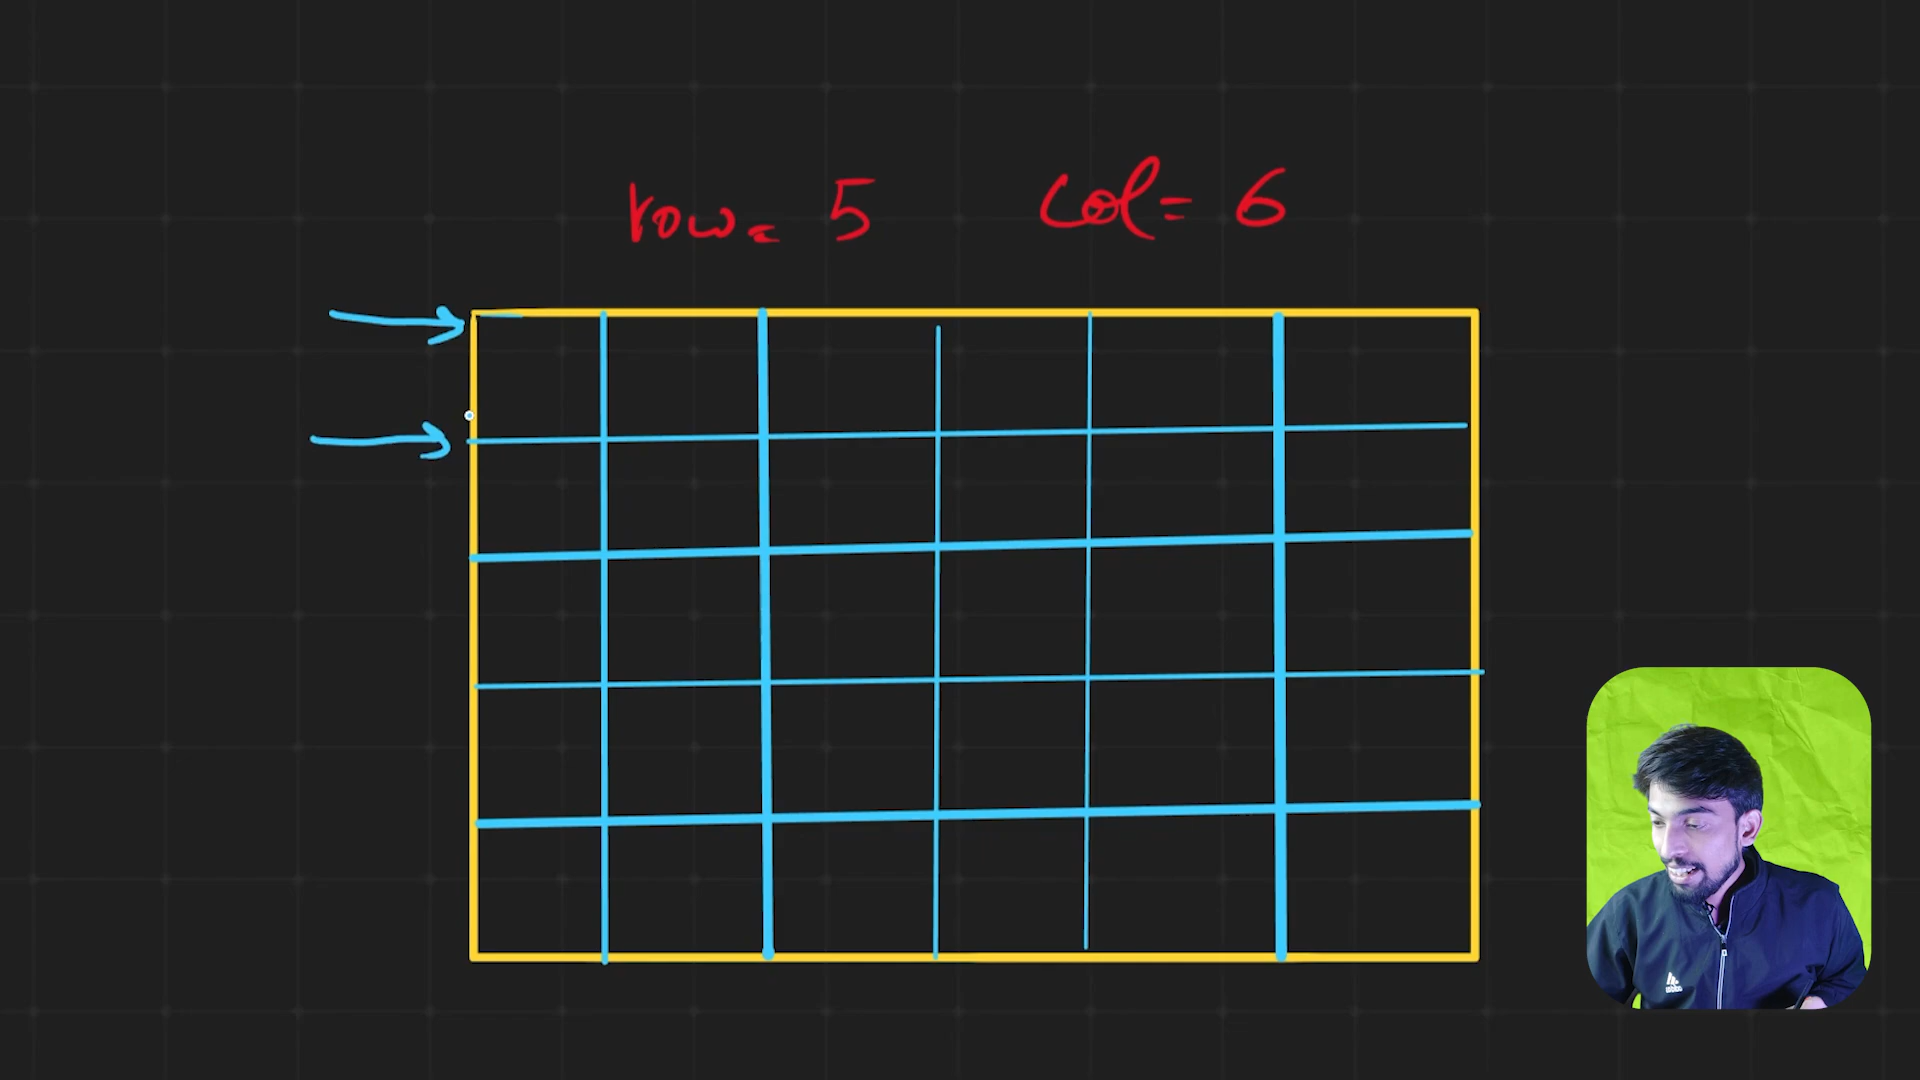 row = 5 col = 6